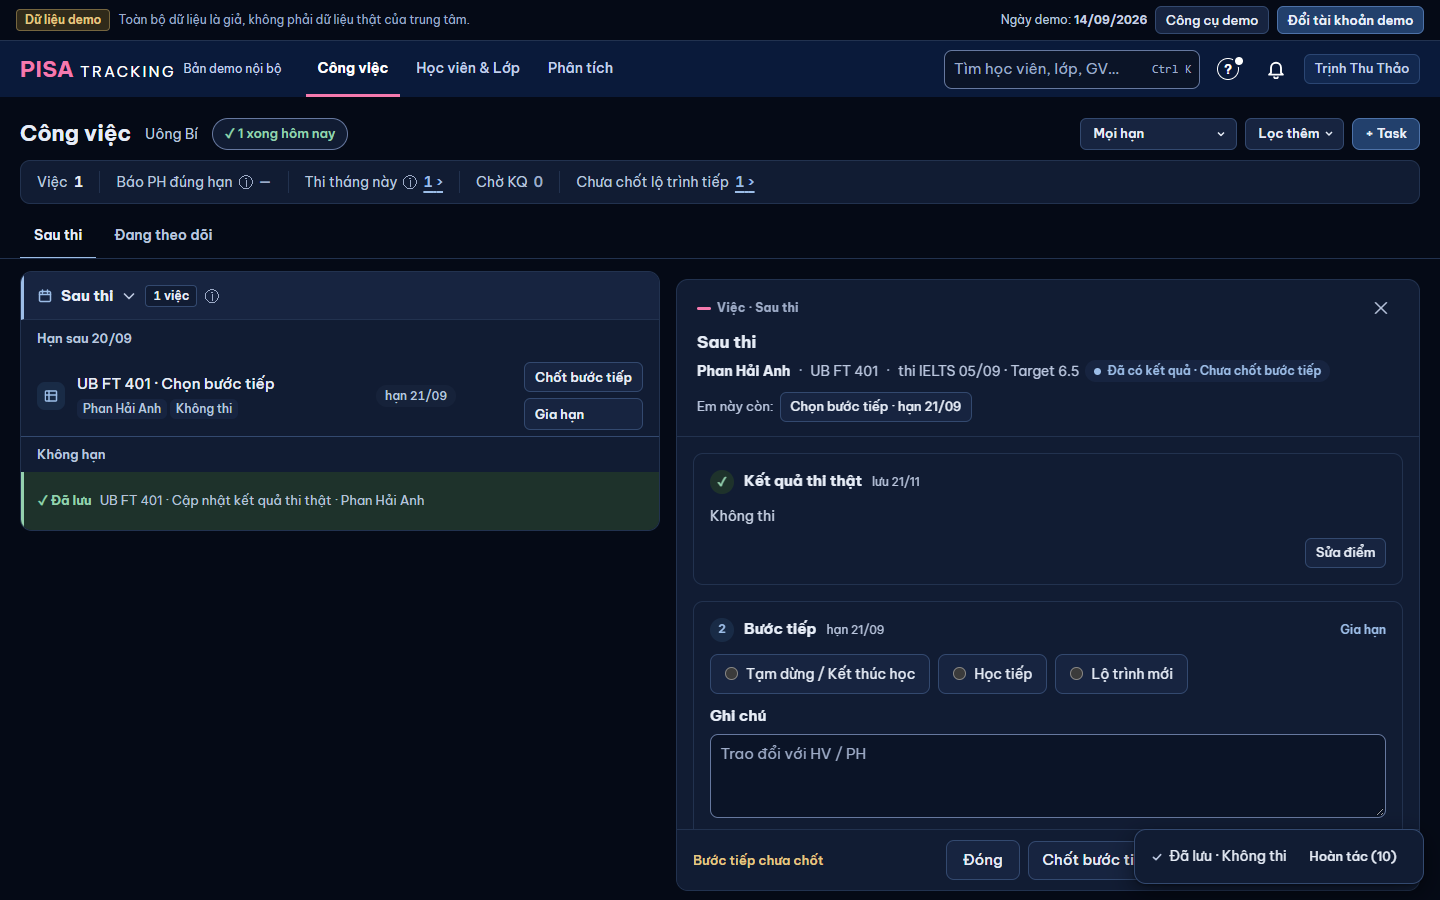 Dữ liệu demo Toàn bộ dữ liệu là giả, không phải dữ liệu thật của trung tâm. Ngày demo: 14/09/2026 Công cụ demo Đổi tài khoản demo
PISA TRACKING Bản demo nội bộ Công việc Học viên & Lớp Phân tích Tìm học viên, lớp, GV... Ctrl K ? Trịnh Thu Thảo
Công việc Uông Bí ✓ 1 xong hôm nay Mọi hạn Lọc thêm + Task
Việc 1 Báo PH đúng hạn ⓘ — Thi tháng này ⓘ 1 › Chờ KQ 0 Chưa chốt lộ trình tiếp 1 ›
Sau thi Đang theo dõi
Sau thi 1 việc ⓘ
Hạn sau 20/09
UB FT 401 · Chọn bước tiếp
Phan Hải Anh Không thi
hạn 21/09
Chốt bước tiếp
Gia hạn
Không hạn
✓ Đã lưu UB FT 401 · Cập nhật kết quả thi thật · Phan Hải Anh
Việc · Sau thi
Sau thi
Phan Hải Anh · UB FT 401 · thi IELTS 05/09 · Target 6.5 Đã có kết quả · Chưa chốt bước tiếp
Em này còn: Chọn bước tiếp · hạn 21/09
✓ Kết quả thi thật lưu 21/11
Không thi
Sửa điểm
2 Bước tiếp hạn 21/09 Gia hạn
Tạm dừng / Kết thúc học Học tiếp Lộ trình mới
Ghi chú
Trao đổi với HV / PH
Bước tiếp chưa chốt Đóng Chốt bước ti
✓ Đã lưu · Không thi Hoàn tác (10)